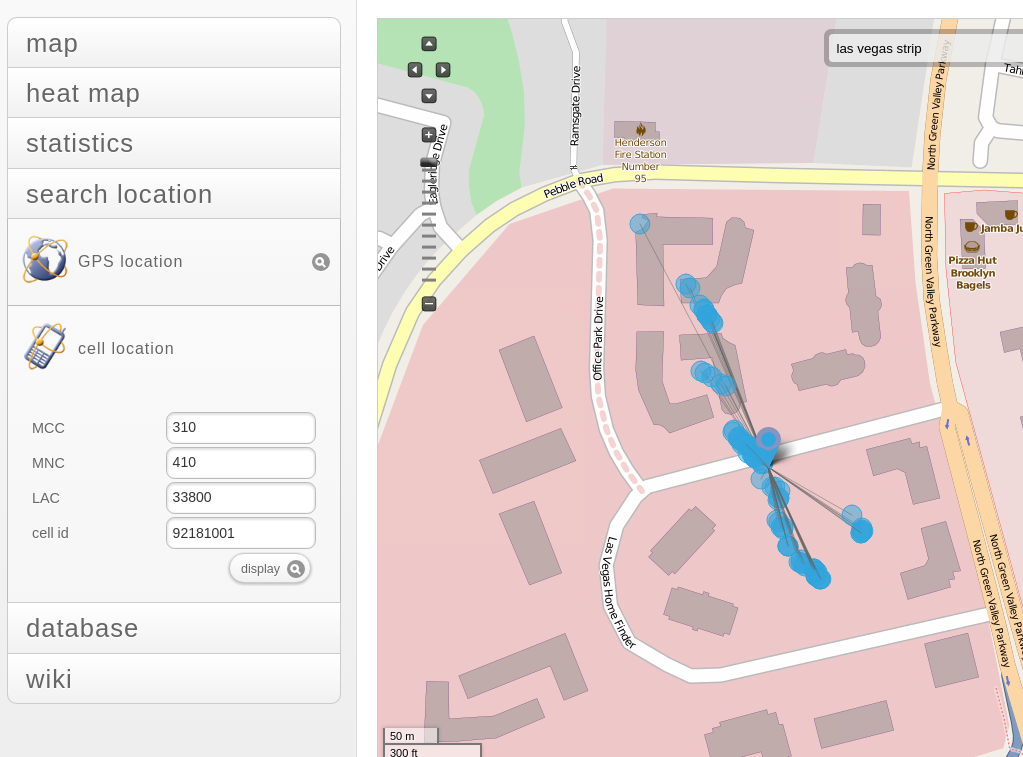 map
heat map
statistics
search location
GPS location
cell location
MCC
310
MNC
410
LAC
33800
cell id
92181001
display
database
wiki
las vegas strip
Ramsgate Drive
Eagleridge Drive
Drive
Pebble Road
Henderson
Fire Station
Number
95
North Green Valley Parkway
North Green Valley Parkway
Jamba Ju
Pizza Hut
Brooklyn
Bagels
Office Park Drive
Las Vegas Home Finder
North Green Valley Parkway
North Green Valley Parkw
50 m
300 ft